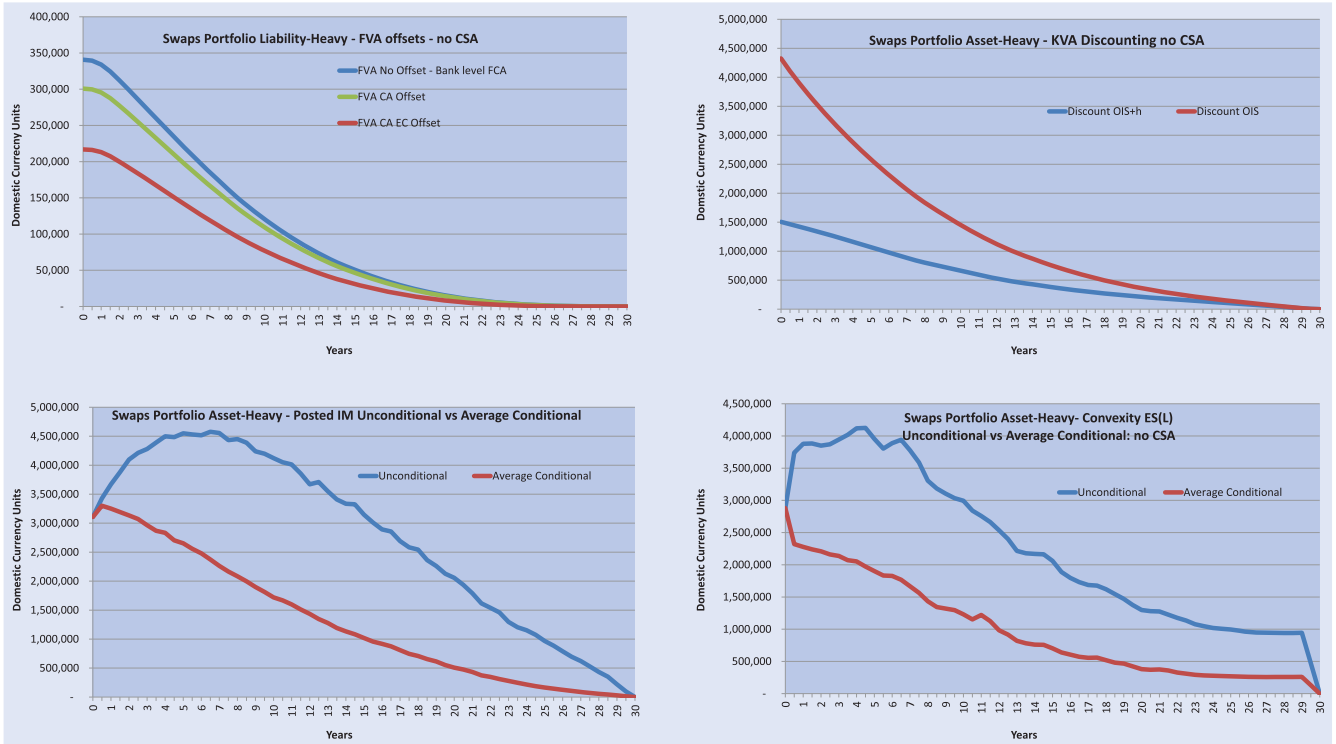 Swaps Portfolio Liability-Heavy - FVA offsets - no CSA
Domestic Currecny Units
400,000
350,000
300,000
250,000
200,000
150,000
100,000
50,000
-
FVA No Offset - Bank level FCA
FVA CA Offset
FVA CA EC Offset
0 1 2 3 4 5 6 7 8 9 10 11 12 13 14 15 16 17 18 19 20 21 22 23 24 25 26 27 28 29 30
Years
Swaps Portfolio Asset-Heavy - KVA Discounting no CSA
Domestic Currency Units
5,000,000
4,500,000
4,000,000
3,500,000
3,000,000
2,500,000
2,000,000
1,500,000
1,000,000
500,000
-
Discount OIS+h
Discount OIS
0 1 2 3 4 5 6 7 8 9 10 11 12 13 14 15 16 17 18 19 20 21 22 23 24 25 26 27 28 29 30
Years
Swaps Portfolio Asset-Heavy - Posted IM Unconditional vs Average Conditional
Domestic Currency Units
5,000,000
4,500,000
4,000,000
3,500,000
3,000,000
2,500,000
2,000,000
1,500,000
1,000,000
500,000
-
Unconditional
Average Conditional
0 1 2 3 4 5 6 7 8 9 10 11 12 13 14 15 16 17 18 19 20 21 22 23 24 25 26 27 28 29 30
Years
Swaps Portfolio Asset-Heavy- Convexity ES(L)
Unconditional vs Average Conditional: no CSA
Domestic Currency Units
4,500,000
4,000,000
3,500,000
3,000,000
2,500,000
2,000,000
1,500,000
1,000,000
500,000
-
Unconditional
Average Conditional
0 1 2 3 4 5 6 7 8 9 10 11 12 13 14 15 16 17 18 19 20 21 22 23 24 25 26 27 28 29 30
Years